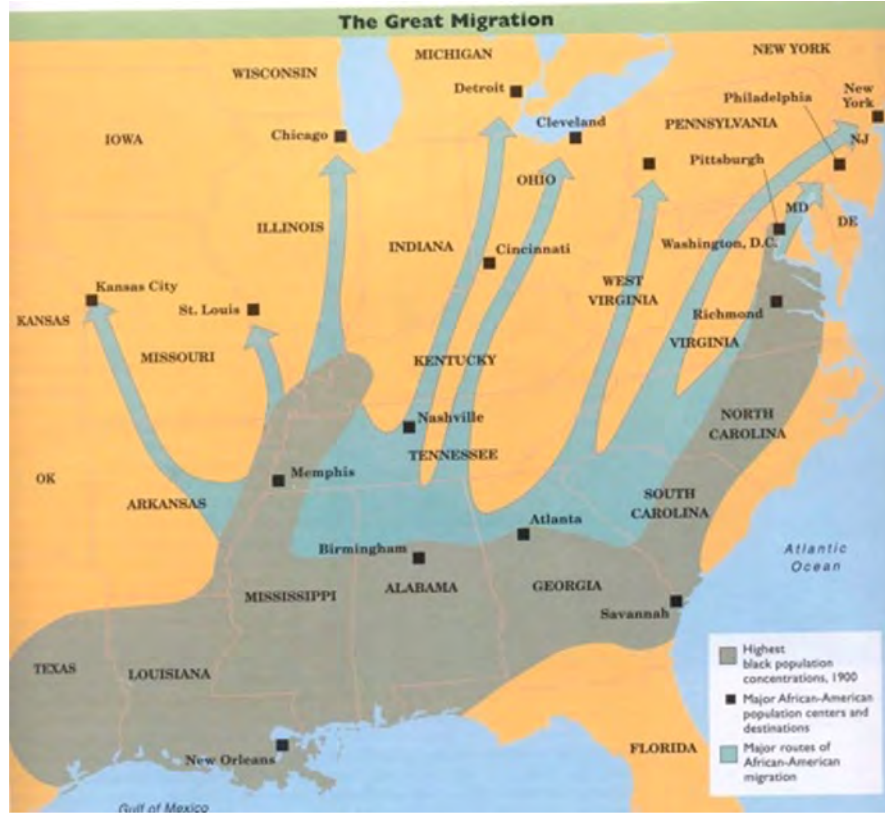 The Great Migration
MICHIGAN
NEW YORK
WISCONSIN
Detroit
New
York
Philadelphia
Cleveland
PENNSYLVANIA
Chicago
IOWA
NJ
Pittsburgh
OHIO
MD
DE
ILLINOIS
INDIANA
Cincinnati
Washington, D.C.
Kansas City
WEST
VIRGINIA
St. Louis
Richmond
KANSAS
VIRGINIA
MISSOURI
KENTUCKY
Nashville
NORTH
CAROLINA
TENNESSEE
Memphis
OK
ARKANSAS
SOUTH
CAROLINA
Atlanta
Birmingham
Atlantic
Ocean
ALABAMA
GEORGIA
MISSISSIPPI
Savannah
TEXAS
LOUISIANA
Highest
black population
concentrations, 1900
Major African-American
population centers and
destinations
New Orleans
FLORIDA
Major routes of
African-American
migration
Gulf of Mexico